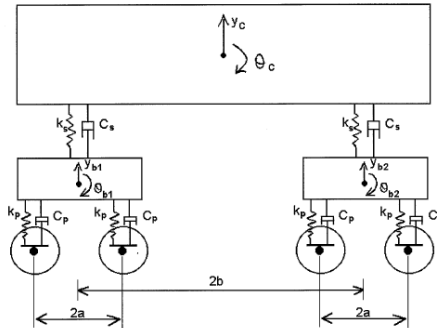 y_c
θ_c
k_s C_s k_s C_s
y_b1 y_b2
θ_b1 θ_b2
k_p C_p k_p C_p k_p C_p k_p C
2b
2a 2a